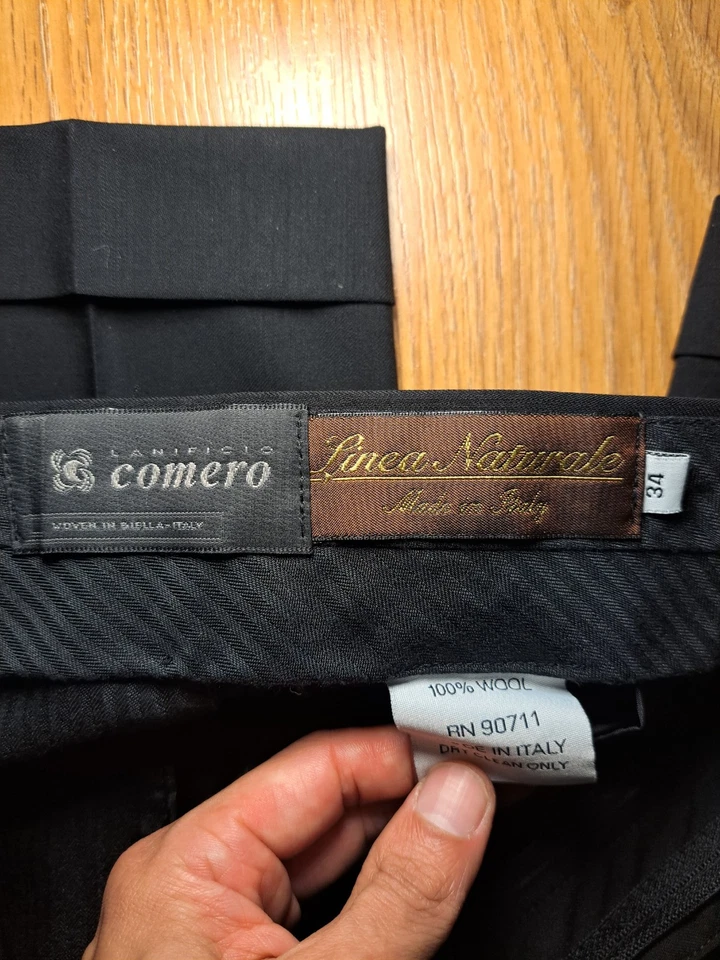 LANIFICIO
comero
WOVEN IN BIELLA-ITALY
Linea Naturale
Made in Italy
34
100% WOOL
RN 90711
MADE IN ITALY
DRY CLEAN ONLY